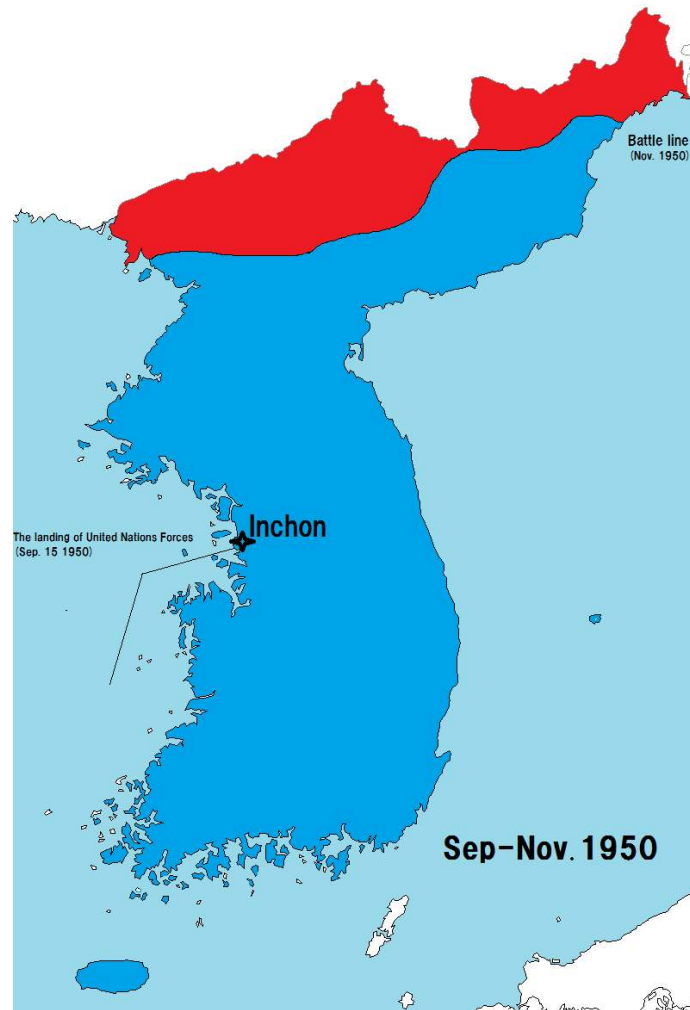 Battle line
(Nov. 1950)
Inchon
The landing of United Nations Forces
(Sep. 15 1950)
Sep-Nov. 1950